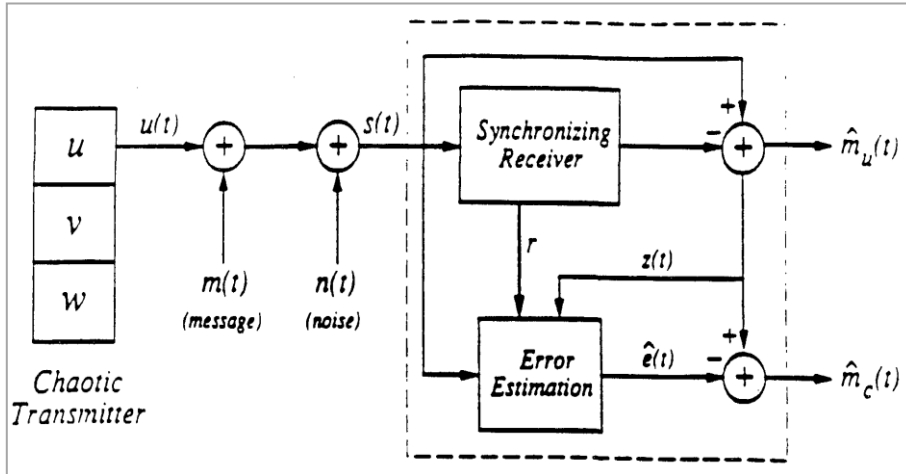 u
v
w
Chaotic
Transmitter
u(t)
+
m(t)
(message)
+
n(t)
(noise)
s(t)
Synchronizing
Receiver
r
z(t)
Error
Estimation
ê(t)
+
−
+
m̂u(t)
+
−
+
m̂c(t)